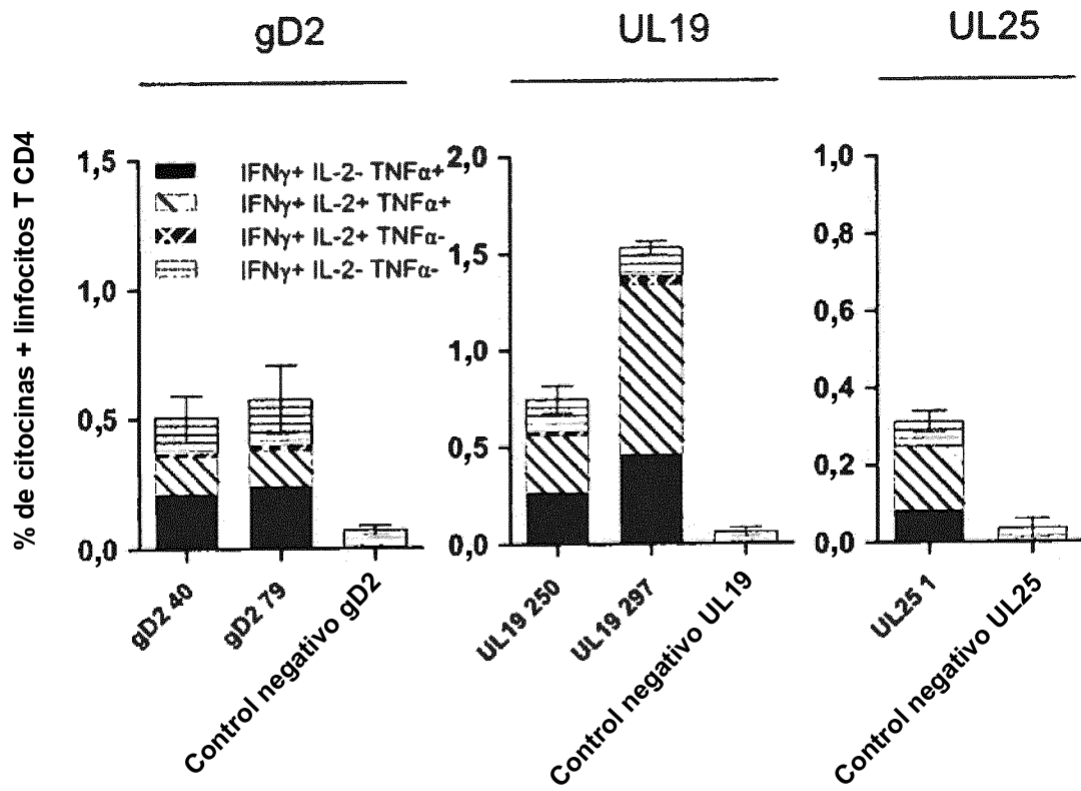 gD2
UL19
UL25
% de citocinas + linfocitos T CD4
1,5
1,0
0,5
0,0
IFNγ+ IL-2- TNFα+
IFNγ+ IL-2+ TNFα+
IFNγ+ IL-2+ TNFα-
IFNγ+ IL-2- TNFα-
gD2 40
gD2 79
Control negativo gD2
2,0
1,5
1,0
0,5
0,0
UL19 250
UL19 297
Control negativo UL19
1,0
0,8
0,6
0,4
0,2
0,0
UL25 1
Control negativo UL25